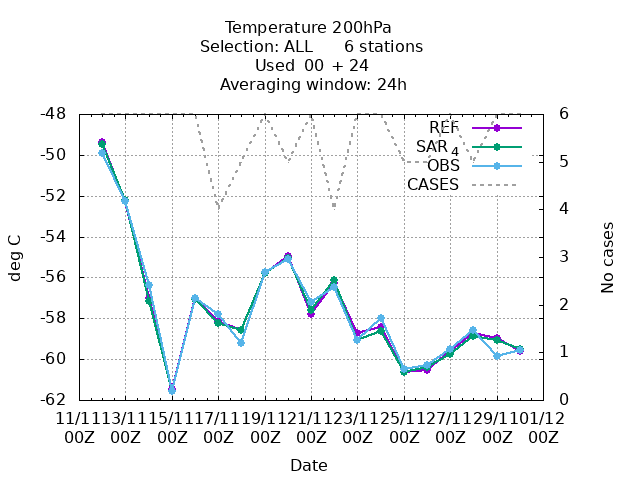 Temperature 200hPa
Selection: ALL 6 stations
Used 00 + 24
Averaging window: 24h
-48
-50
-52
-54
-56
-58
-60
-62
deg C
6
5
4
3
2
1
0
No cases
REF
SAR 4
OBS
CASES
11/11 13/11 15/11 17/11 19/11 21/11 23/11 25/11 27/11 29/11 01/12
00Z 00Z 00Z 00Z 00Z 00Z 00Z 00Z 00Z 00Z 00Z
Date